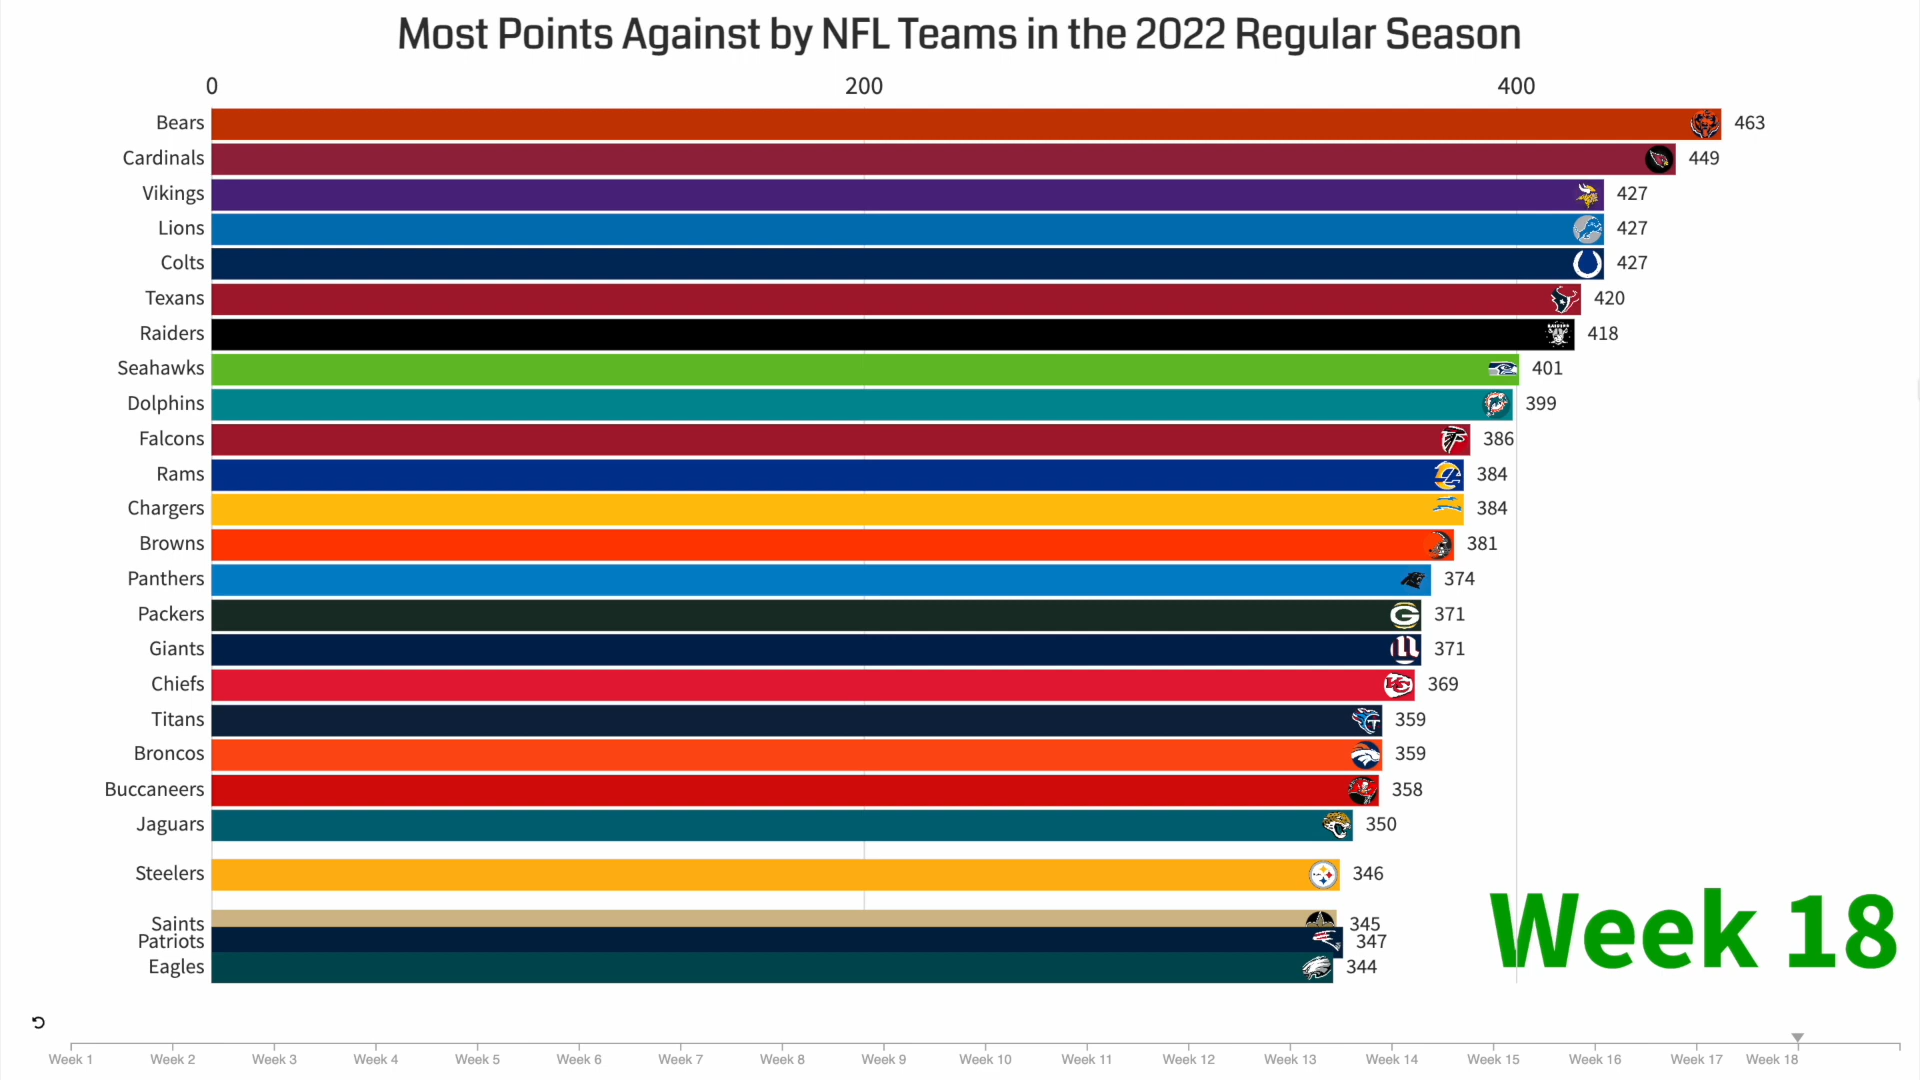 Most Points Against by NFL Teams in the 2022 Regular Season
0 200 400
Bears 463
Cardinals 449
Vikings 427
Lions 427
Colts 427
Texans 420
Raiders 418
Seahawks 401
Dolphins 399
Falcons 386
Rams 384
Chargers 384
Browns 381
Panthers 374
Packers 371
Giants 371
Chiefs 369
Titans 359
Broncos 359
Buccaneers 358
Jaguars 350
Steelers 346
Saints 345
Patriots 347
Eagles 344
Week 18
Week 1 Week 2 Week 3 Week 4 Week 5 Week 6 Week 7 Week 8 Week 9 Week 10 Week 11 Week 12 Week 13 Week 14 Week 15 Week 16 Week 17 Week 18